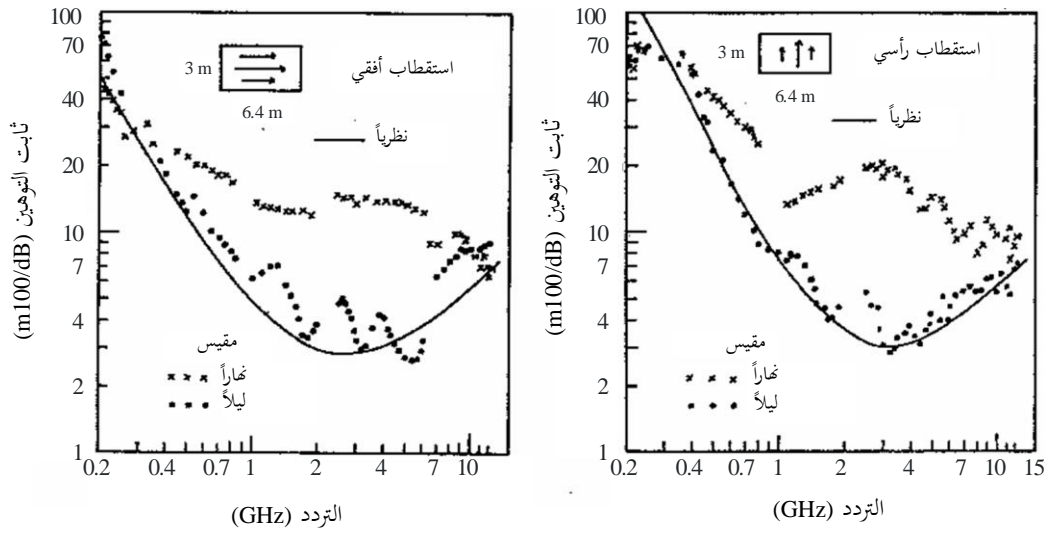 استقطاب أفقي
3 m
6.4 m
نظرياً
ثابت التوهين (m100/dB)
100
70
40
20
10
7
4
2
1
مقيس
نهاراً
ليلاً
0.2 0.4 0.7 1 2 4 7 10
التردد (GHz)
استقطاب رأسي
3 m
6.4 m
نظرياً
ثابت التوهين (m100/dB)
100
70
40
20
10
7
4
2
1
مقيس
نهاراً
ليلاً
0.2 0.4 0.7 1 2 4 7 10 15
التردد (GHz)